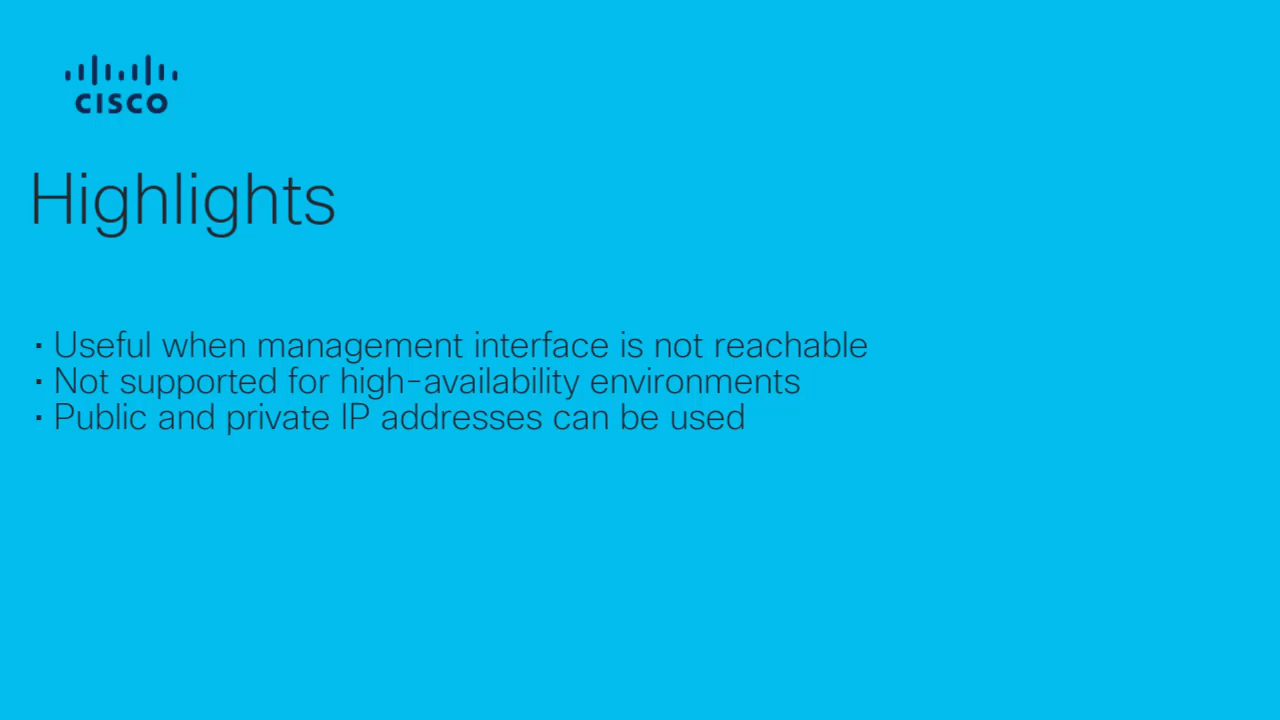 CISCO
Highlights
· Useful when management interface is not reachable
· Not supported for high-availability environments
· Public and private IP addresses can be used